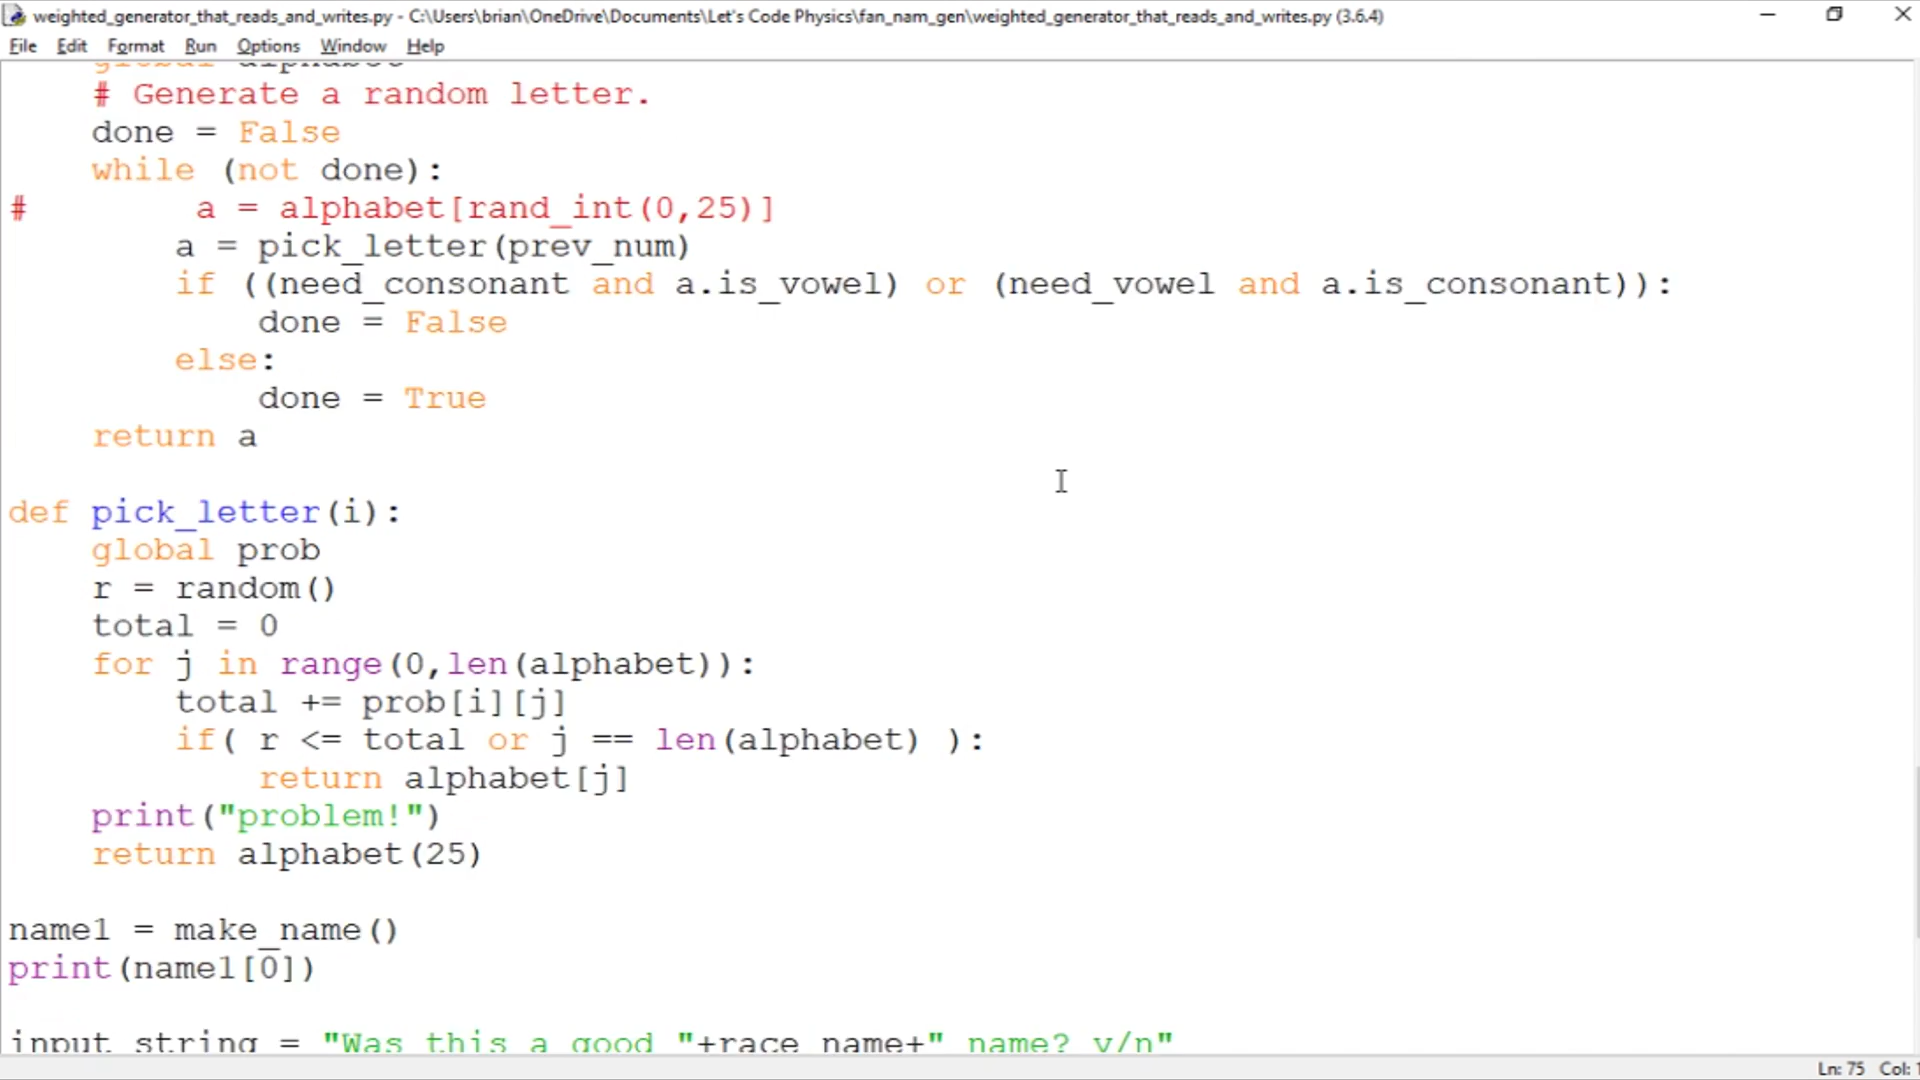 weighted_generator_that_reads_and_writes.py - C:\Users\brian\OneDrive\Documents\Let's Code Physics\fan_nam_gen\weighted_generator_that_reads_and_writes.py (3.6.4)
File Edit Format Run Options Window Help
global alphabet
# Generate a random letter.
done = False
while (not done):
# a = alphabet[rand_int(0,25)]
a = pick_letter(prev_num)
if ((need_consonant and a.is_vowel) or (need_vowel and a.is_consonant)):
done = False
else:
done = True
return a
def pick_letter(i):
global prob
r = random()
total = 0
for j in range(0,len(alphabet)):
total += prob[i][j]
if( r <= total or j == len(alphabet) ):
return alphabet[j]
print("problem!")
return alphabet(25)
name1 = make_name()
print(name1[0])
input_string = "Was this a good "+race_name+" name? y/n"
Ln: 75 Col: